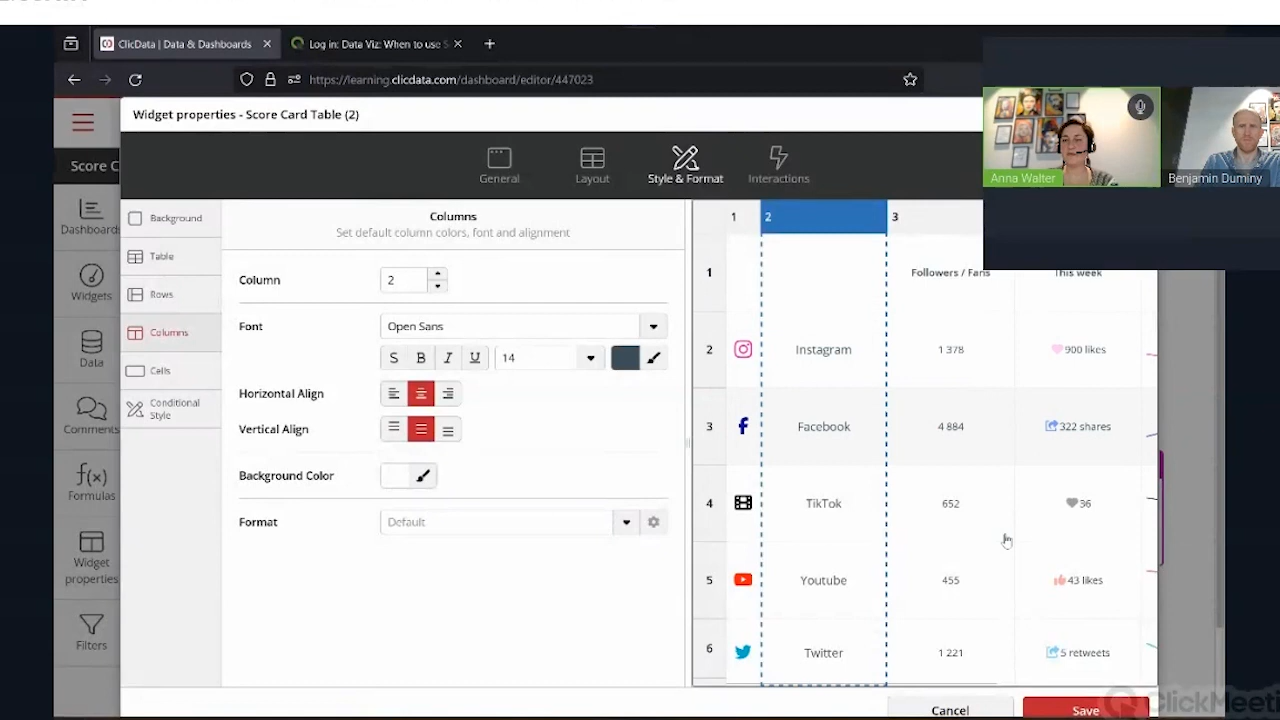 ClicData | Data & Dashboards
Log in: Data Viz: When to use S
https://learning.clicdata.com/dashboard/editor/447023
Widget properties - Score Card Table (2)
General
Layout
Style & Format
Interactions
Anna Walter
Benjamin Duminy
Score C
Dashboards
Widgets
Data
Comments
f(x)
Formulas
Widget
properties
Filters
Background
Table
Rows
Columns
Cells
Conditional
Style
Columns
Set default column colors, font and alignment
Column
2
Font
Open Sans
S B I U
14
Horizontal Align
Vertical Align
Background Color
Format
Default
1 2 3
1 Followers / Fans This week
2 Instagram 1 378 900 likes
3 Facebook 4 884 322 shares
4 TikTok 652 36
5 Youtube 455 43 likes
6 Twitter 1 221 5 retweets
Cancel
Save
ClickMeeti